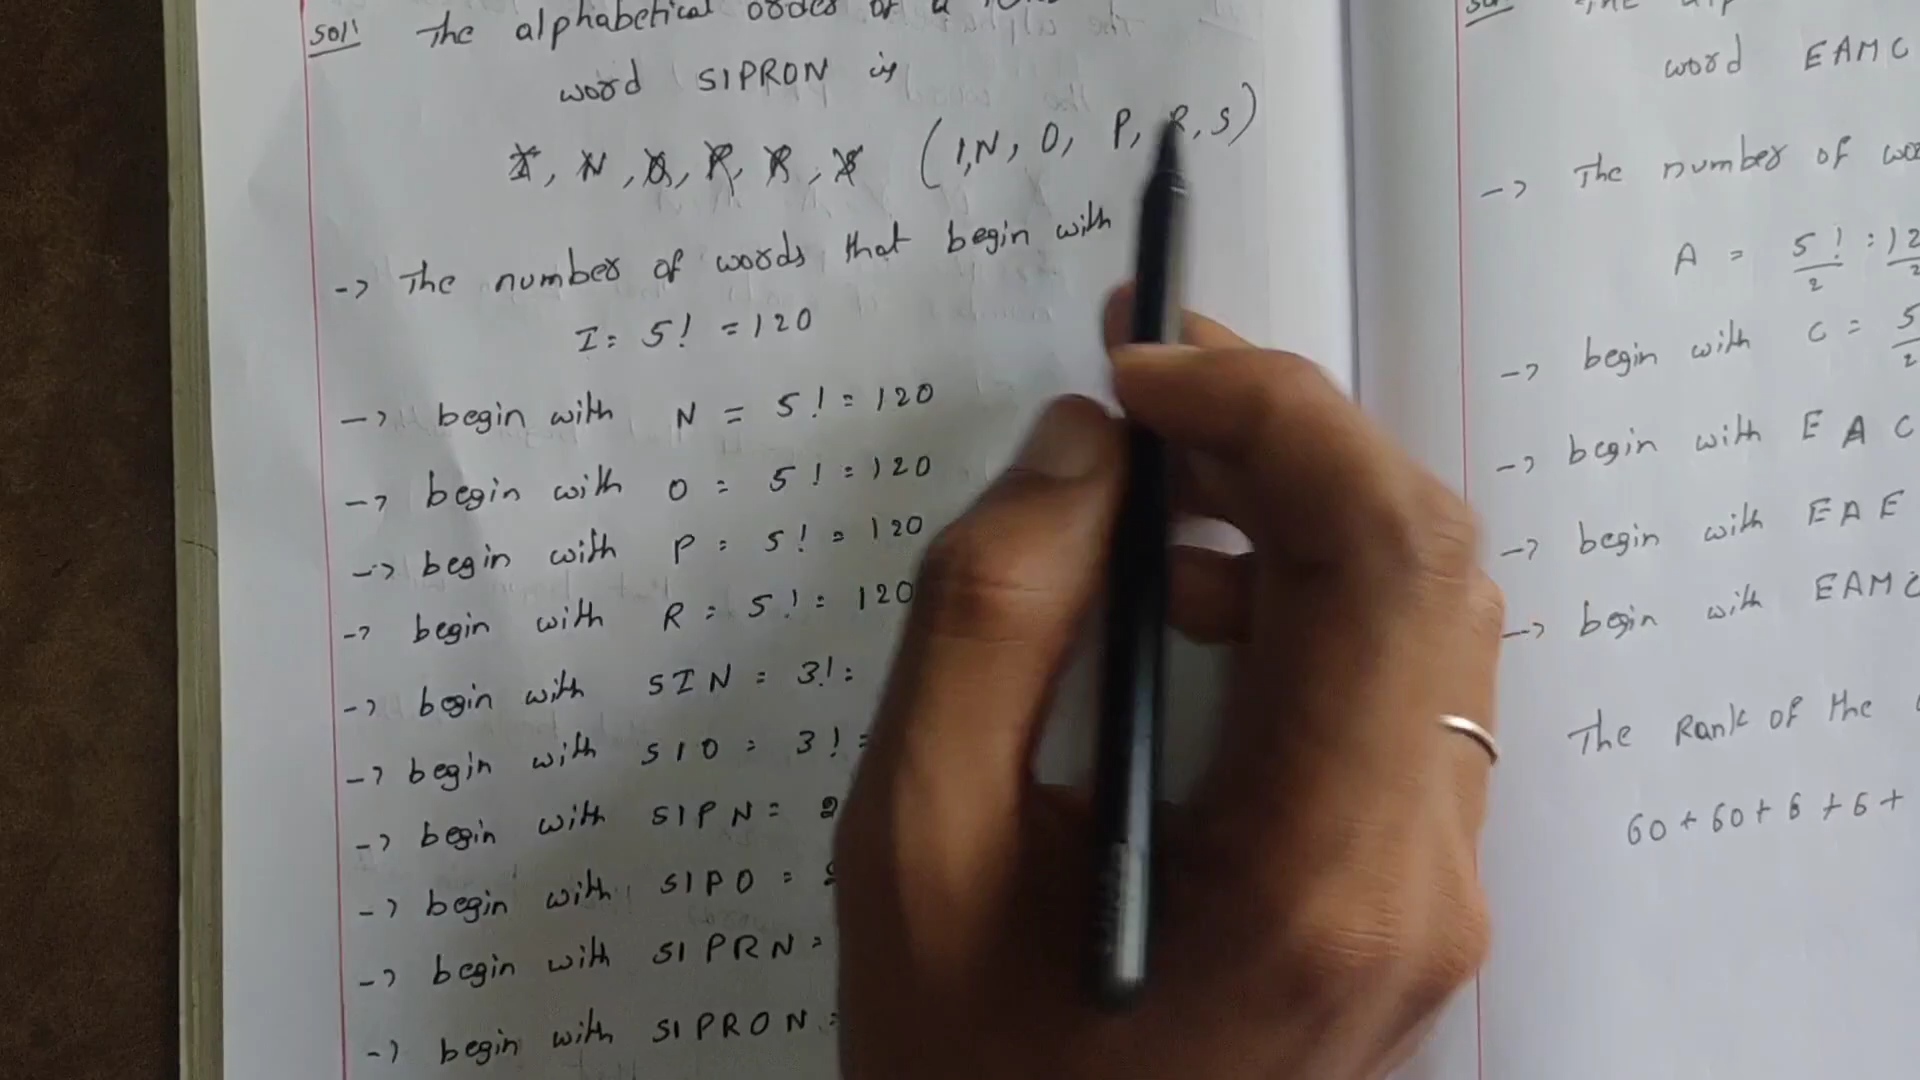 Sol:
The alphabetical order of a
word SIPRON is
I, N, O, P, R, S (I,N, O, P, R, S)
-> The number of words that begin with
I = 5! = 120
-> begin with N = 5! = 120
-> begin with O = 5! = 120
-> begin with P = 5! = 120
-> begin with R = 5! = 120
-> begin with SIN = 3! =
-> begin with SIO = 3! =
-> begin with SIPN = 2
-> begin with SIPO =
-> begin with SIPRN =
-> begin with SIPRON =
word EAMC
-> The number of
A = 5!/2 = 12
-> begin with C = 5
2
-> begin with EAC
-> begin with EAE
-> begin with EAMC
The Rank of the
60 + 60 + 6 + 6 +